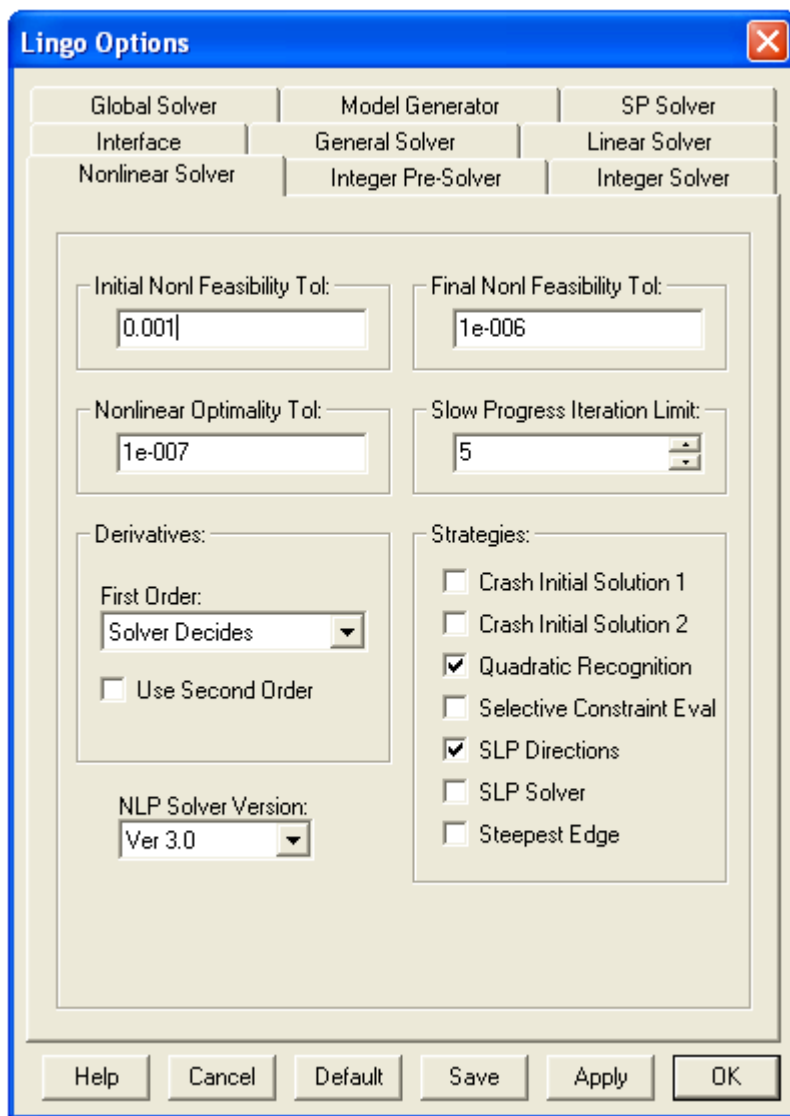 Lingo Options
Global Solver Model Generator SP Solver
Interface General Solver Linear Solver
Nonlinear Solver Integer Pre-Solver Integer Solver
Initial Nonl Feasibility Tol: Final Nonl Feasibility Tol:
0.001 1e-006
Nonlinear Optimality Tol: Slow Progress Iteration Limit:
1e-007 5
Derivatives:
First Order:
Solver Decides
Use Second Order
NLP Solver Version:
Ver 3.0
Strategies:
Crash Initial Solution 1
Crash Initial Solution 2
Quadratic Recognition
Selective Constraint Eval
SLP Directions
SLP Solver
Steepest Edge
Help Cancel Default Save Apply OK